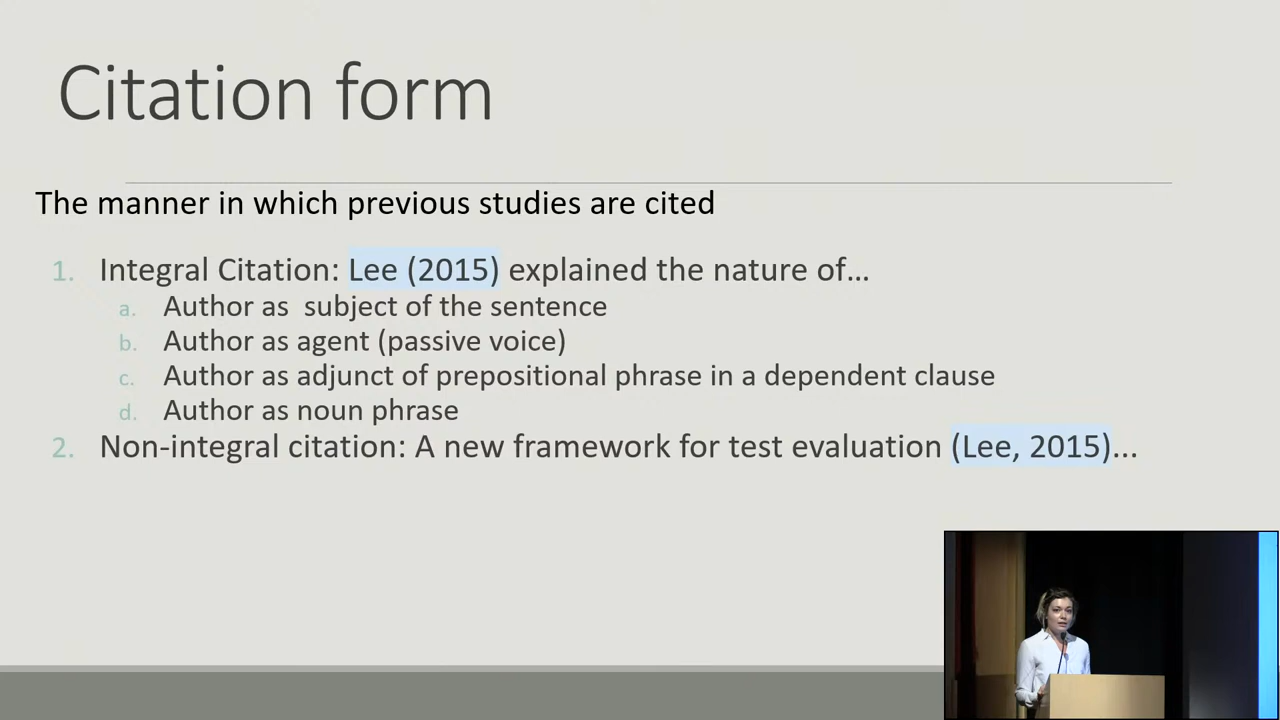 Citation form
The manner in which previous studies are cited
1. Integral Citation: Lee (2015) explained the nature of…
a. Author as  subject of the sentence
b. Author as agent (passive voice)
c. Author as adjunct of prepositional phrase in a dependent clause
d. Author as noun phrase
2. Non-integral citation: A new framework for test evaluation (Lee, 2015)…